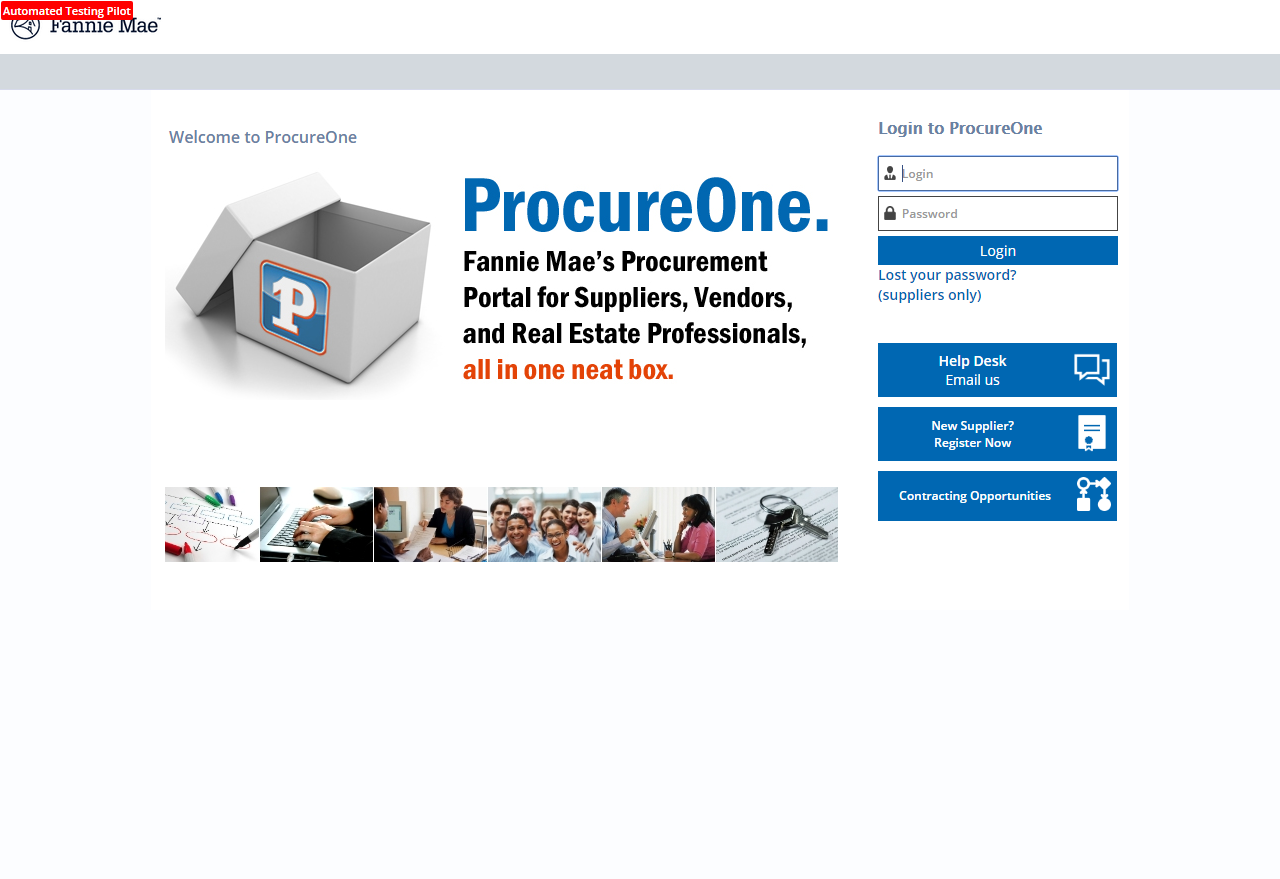 Automated Testing Pilot
Fannie Mae™
Welcome to ProcureOne
P
ProcureOne.
Fannie Mae’s Procurement
Portal for Suppliers, Vendors,
and Real Estate Professionals,
all in one neat box.
Login to ProcureOne
Login
Password
Login
Lost your password?
(suppliers only)
Help Desk
Email us
New Supplier?
Register Now
Contracting Opportunities